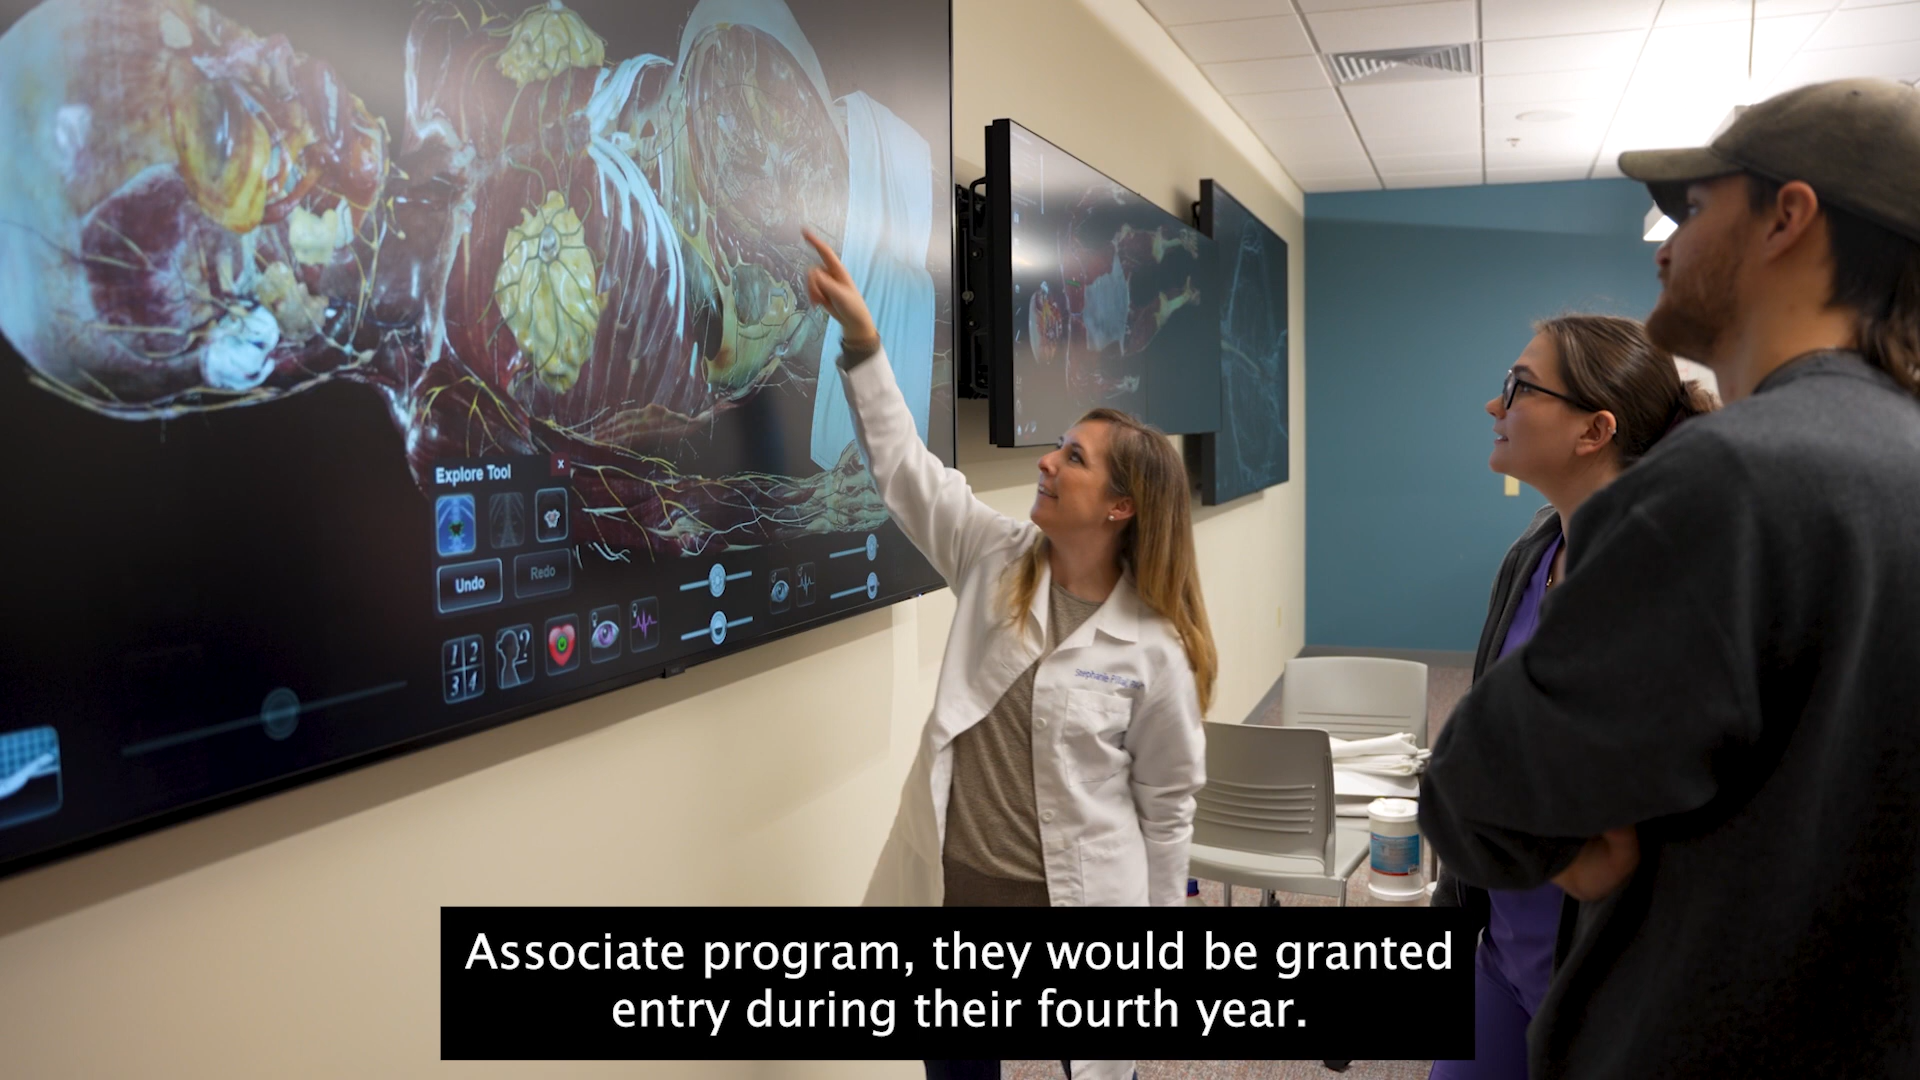 Explore Tool
x
Undo
Redo
1 2
3 4
?
Stephanie
Associate program, they would be granted
entry during their fourth year.